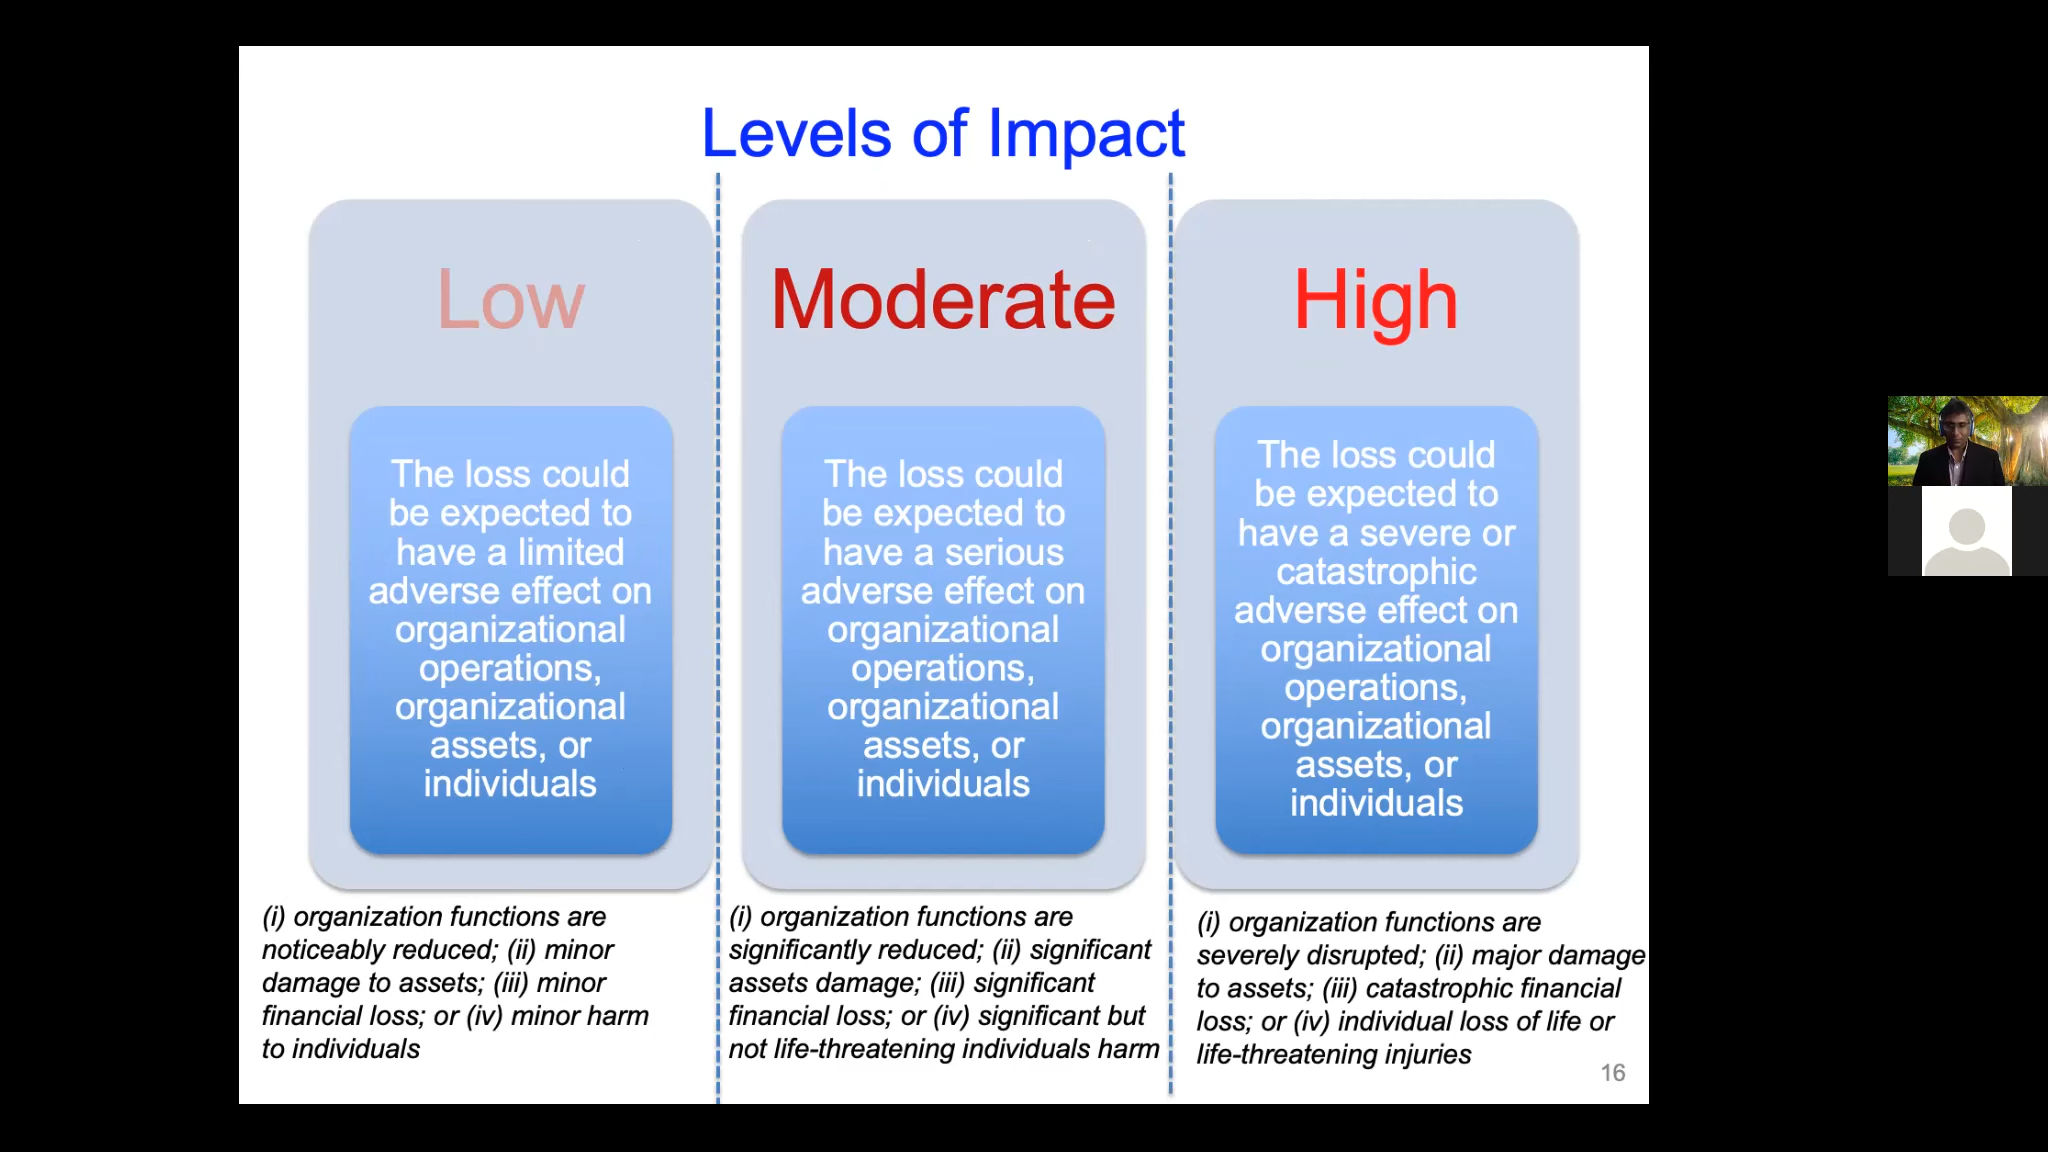 Levels of Impact
Low
The loss could
be expected to
have a limited
adverse effect on
organizational
operations,
organizational
assets, or
individuals
(i) organization functions are
noticeably reduced; (ii) minor
damage to assets; (iii) minor
financial loss; or (iv) minor harm
to individuals
Moderate
The loss could
be expected to
have a serious
adverse effect on
organizational
operations,
organizational
assets, or
individuals
(i) organization functions are
significantly reduced; (ii) significant
assets damage; (iii) significant
financial loss; or (iv) significant but
not life-threatening individuals harm
High
The loss could
be expected to
have a severe or
catastrophic
adverse effect on
organizational
operations,
organizational
assets, or
individuals
(i) organization functions are
severely disrupted; (ii) major damage
to assets; (iii) catastrophic financial
loss; or (iv) individual loss of life or
life-threatening injuries
16